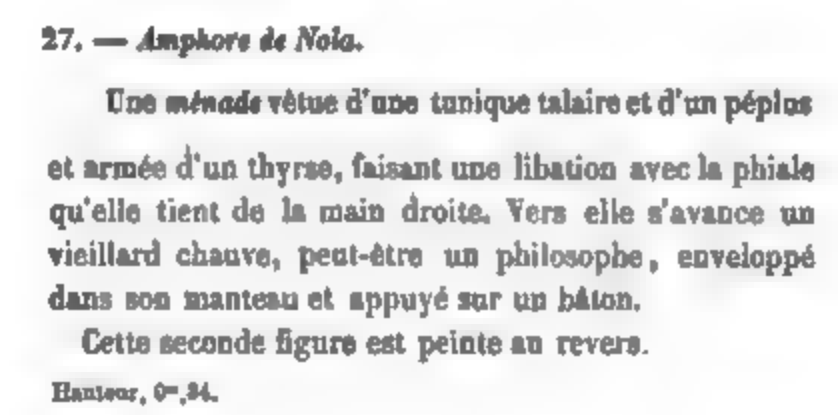 27. — Amphore de Nola.
Une ménade vêtue d'une tunique talaire et d'un péplos
et armée d'un thyrse, faisant une libation avec la phiale
qu'elle tient de la main droite. Vers elle s'avance un
vieillard chauve, peut-être un philosophe, enveloppé
dans son manteau et appuyé sur un bâton.
Cette seconde figure est peinte au revers.
Hauteur, 0ᵐ,34.